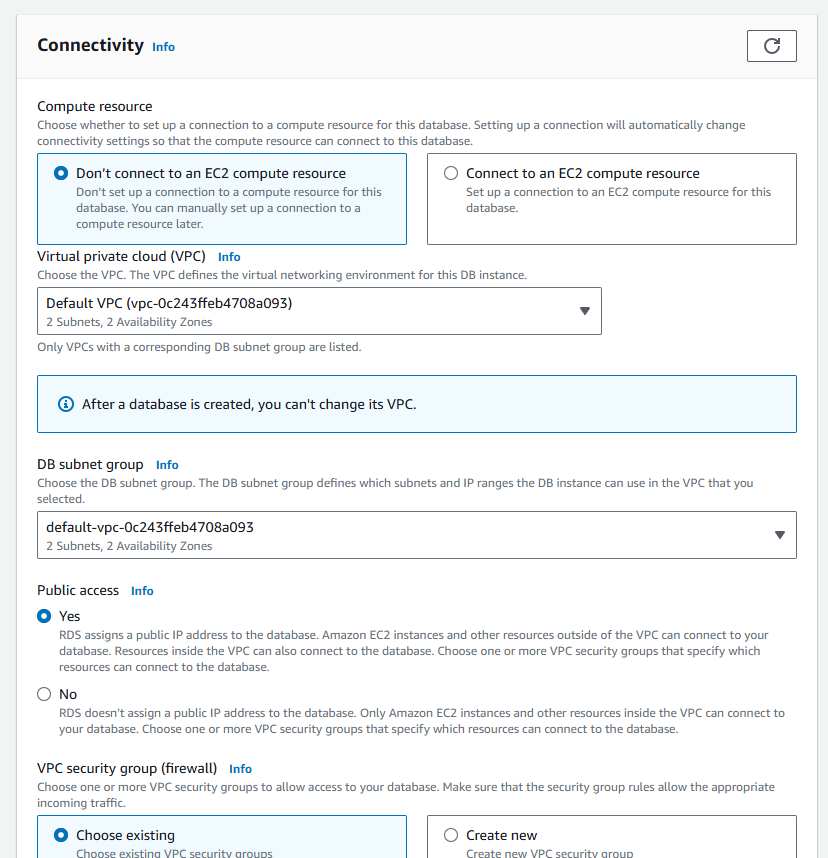 Connectivity Info
Compute resource
Choose whether to set up a connection to a compute resource for this database. Setting up a connection will automatically change
connectivity settings so that the compute resource can connect to this database.
Don't connect to an EC2 compute resource
Don't set up a connection to a compute resource for this
database. You can manually set up a connection to a
compute resource later.
Connect to an EC2 compute resource
Set up a connection to an EC2 compute resource for this
database.
Virtual private cloud (VPC) Info
Choose the VPC. The VPC defines the virtual networking environment for this DB instance.
Default VPC (vpc-0c243ffeb4708a093)
2 Subnets, 2 Availability Zones
Only VPCs with a corresponding DB subnet group are listed.
After a database is created, you can't change its VPC.
DB subnet group Info
Choose the DB subnet group. The DB subnet group defines which subnets and IP ranges the DB instance can use in the VPC that you
selected.
default-vpc-0c243ffeb4708a093
2 Subnets, 2 Availability Zones
Public access Info
Yes
RDS assigns a public IP address to the database. Amazon EC2 instances and other resources outside of the VPC can connect to your
database. Resources inside the VPC can also connect to the database. Choose one or more VPC security groups that specify which
resources can connect to the database.
No
RDS doesn't assign a public IP address to the database. Only Amazon EC2 instances and other resources inside the VPC can connect to
your database. Choose one or more VPC security groups that specify which resources can connect to the database.
VPC security group (firewall) Info
Choose one or more VPC security groups to allow access to your database. Make sure that the security group rules allow the appropriate
incoming traffic.
Choose existing
Choose existing VPC security groups
Create new
Create new VPC security group